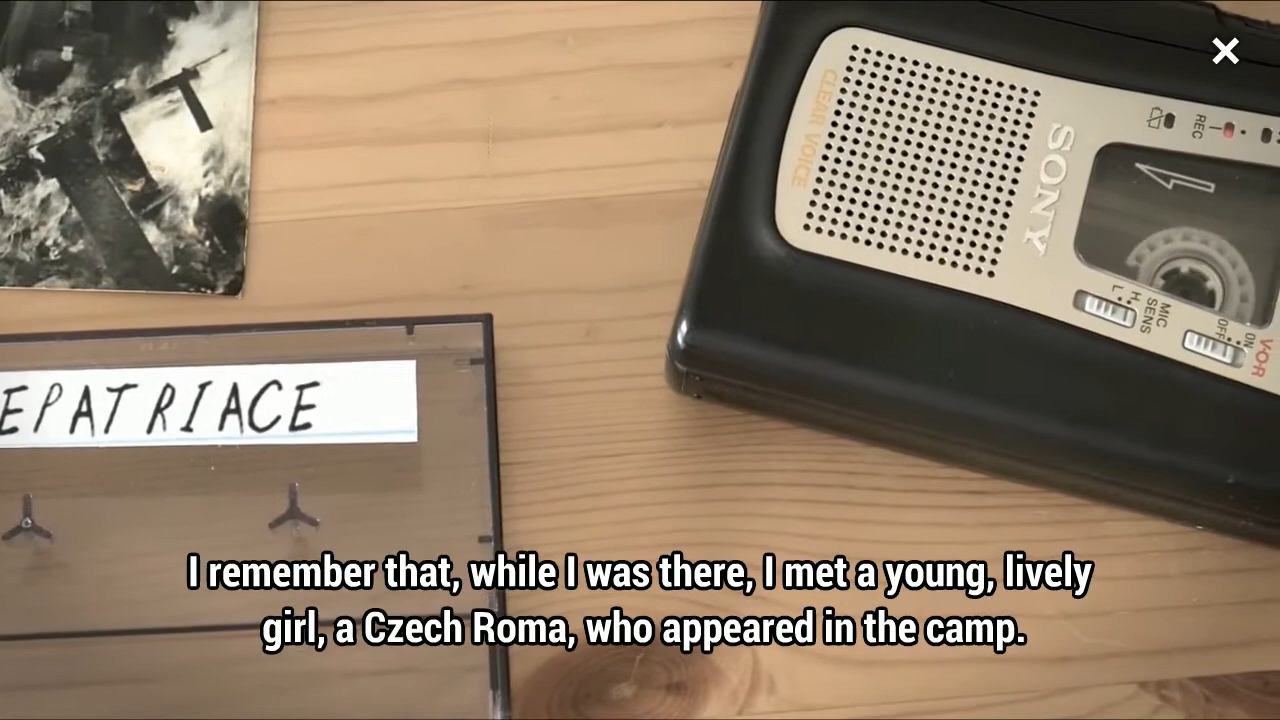 CLEAR VOICE
SONY
REC
L H
MIC SENS
OFF ON
V·O·R
EPATRIACE
I remember that, while I was there, I met a young, lively
girl, a Czech Roma, who appeared in the camp.